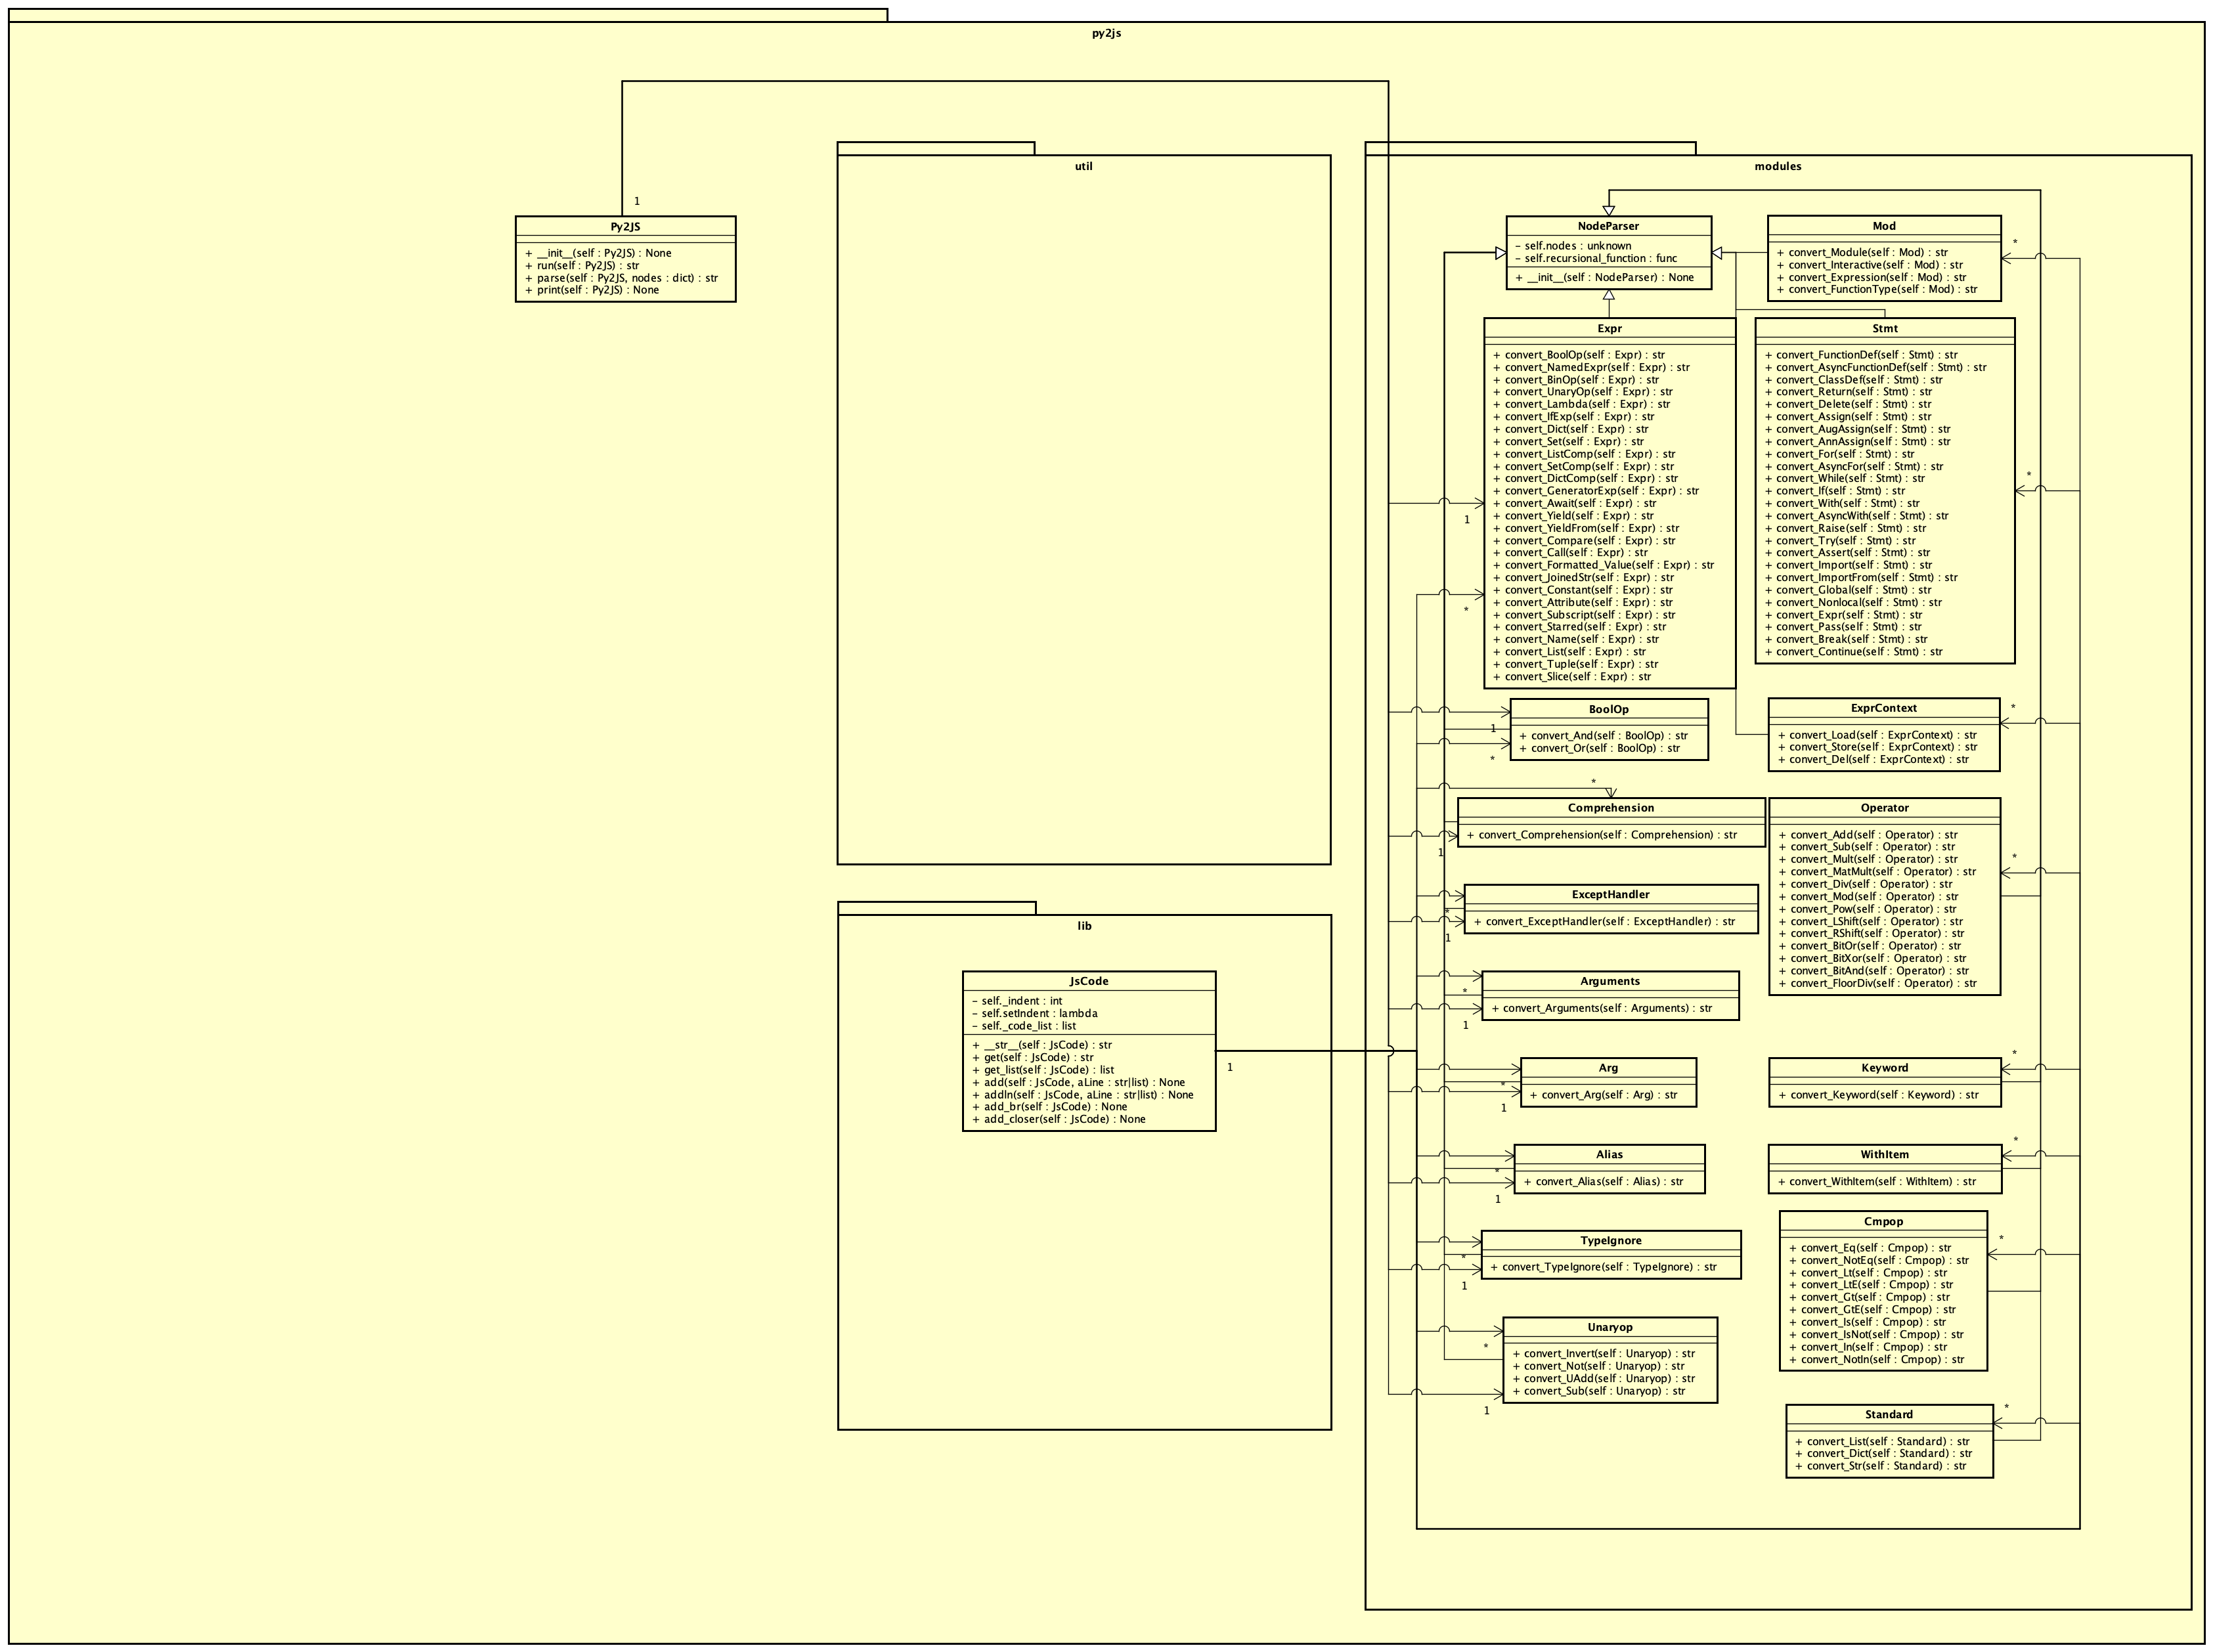 py2js
util
modules
1
Py2JS
+ __init__(self : Py2JS) : None
+ run(self : Py2JS) : str
+ parse(self : Py2JS, nodes : dict) : str
+ print(self : Py2JS) : None
NodeParser
– self.nodes : unknown
– self.recursional_function : func
+ __init__(self : NodeParser) : None
Mod
+ convert_Module(self : Mod) : str
+ convert_Interactive(self : Mod) : str
+ convert_Expression(self : Mod) : str
+ convert_FunctionType(self : Mod) : str
*
Expr
+ convert_BoolOp(self : Expr) : str
+ convert_NamedExpr(self : Expr) : str
+ convert_BinOp(self : Expr) : str
+ convert_UnaryOp(self : Expr) : str
+ convert_Lambda(self : Expr) : str
+ convert_IfExp(self : Expr) : str
+ convert_Dict(self : Expr) : str
+ convert_Set(self : Expr) : str
+ convert_ListComp(self : Expr) : str
+ convert_SetComp(self : Expr) : str
+ convert_DictComp(self : Expr) : str
+ convert_GeneratorExp(self : Expr) : str
+ convert_Await(self : Expr) : str
+ convert_Yield(self : Expr) : str
+ convert_YieldFrom(self : Expr) : str
+ convert_Compare(self : Expr) : str
+ convert_Call(self : Expr) : str
+ convert_Formatted_Value(self : Expr) : str
+ convert_JoinedStr(self : Expr) : str
+ convert_Constant(self : Expr) : str
+ convert_Attribute(self : Expr) : str
+ convert_Subscript(self : Expr) : str
+ convert_Starred(self : Expr) : str
+ convert_Name(self : Expr) : str
+ convert_List(self : Expr) : str
+ convert_Tuple(self : Expr) : str
+ convert_Slice(self : Expr) : str
1
*
Stmt
+ convert_FunctionDef(self : Stmt) : str
+ convert_AsyncFunctionDef(self : Stmt) : str
+ convert_ClassDef(self : Stmt) : str
+ convert_Return(self : Stmt) : str
+ convert_Delete(self : Stmt) : str
+ convert_Assign(self : Stmt) : str
+ convert_AugAssign(self : Stmt) : str
+ convert_AnnAssign(self : Stmt) : str
+ convert_For(self : Stmt) : str
+ convert_AsyncFor(self : Stmt) : str
+ convert_While(self : Stmt) : str
+ convert_If(self : Stmt) : str
+ convert_With(self : Stmt) : str
+ convert_AsyncWith(self : Stmt) : str
+ convert_Raise(self : Stmt) : str
+ convert_Try(self : Stmt) : str
+ convert_Assert(self : Stmt) : str
+ convert_Import(self : Stmt) : str
+ convert_ImportFrom(self : Stmt) : str
+ convert_Global(self : Stmt) : str
+ convert_Nonlocal(self : Stmt) : str
+ convert_Expr(self : Stmt) : str
+ convert_Pass(self : Stmt) : str
+ convert_Break(self : Stmt) : str
+ convert_Continue(self : Stmt) : str
*
BoolOp
+ convert_And(self : BoolOp) : str
+ convert_Or(self : BoolOp) : str
1
*
ExprContext
+ convert_Load(self : ExprContext) : str
+ convert_Store(self : ExprContext) : str
+ convert_Del(self : ExprContext) : str
*
*
Comprehension
+ convert_Comprehension(self : Comprehension) : str
1
Operator
+ convert_Add(self : Operator) : str
+ convert_Sub(self : Operator) : str
+ convert_Mult(self : Operator) : str
+ convert_MatMult(self : Operator) : str
+ convert_Div(self : Operator) : str
+ convert_Mod(self : Operator) : str
+ convert_Pow(self : Operator) : str
+ convert_LShift(self : Operator) : str
+ convert_RShift(self : Operator) : str
+ convert_BitOr(self : Operator) : str
+ convert_BitXor(self : Operator) : str
+ convert_BitAnd(self : Operator) : str
+ convert_FloorDiv(self : Operator) : str
*
ExceptHandler
+ convert_ExceptHandler(self : ExceptHandler) : str
*
1
lib
JsCode
– self._indent : int
– self.setIndent : lambda
– self._code_list : list
+ __str__(self : JsCode) : str
+ get(self : JsCode) : str
+ get_list(self : JsCode) : list
+ add(self : JsCode, aLine : str|list) : None
+ addln(self : JsCode, aLine : str|list) : None
+ add_br(self : JsCode) : None
+ add_closer(self : JsCode) : None
1
Arguments
+ convert_Arguments(self : Arguments) : str
*
1
Arg
+ convert_Arg(self : Arg) : str
*
1
Keyword
+ convert_Keyword(self : Keyword) : str
*
Alias
+ convert_Alias(self : Alias) : str
*
1
WithItem
+ convert_WithItem(self : WithItem) : str
*
TypeIgnore
+ convert_TypeIgnore(self : TypeIgnore) : str
*
1
Cmpop
+ convert_Eq(self : Cmpop) : str
+ convert_NotEq(self : Cmpop) : str
+ convert_Lt(self : Cmpop) : str
+ convert_LtE(self : Cmpop) : str
+ convert_Gt(self : Cmpop) : str
+ convert_GtE(self : Cmpop) : str
+ convert_Is(self : Cmpop) : str
+ convert_IsNot(self : Cmpop) : str
+ convert_In(self : Cmpop) : str
+ convert_NotIn(self : Cmpop) : str
*
Unaryop
+ convert_Invert(self : Unaryop) : str
+ convert_Not(self : Unaryop) : str
+ convert_UAdd(self : Unaryop) : str
+ convert_Sub(self : Unaryop) : str
*
1
Standard
+ convert_List(self : Standard) : str
+ convert_Dict(self : Standard) : str
+ convert_Str(self : Standard) : str
*